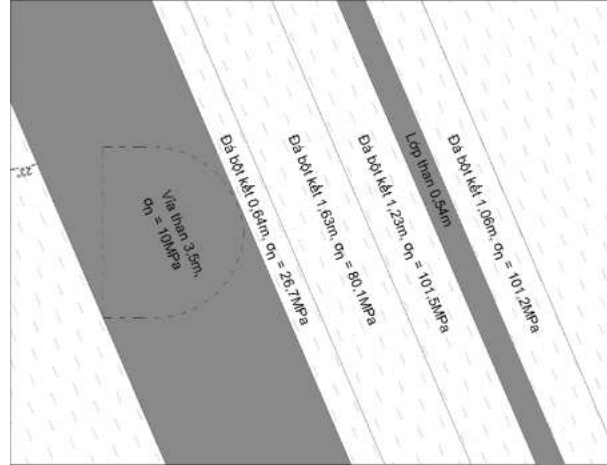 Đá bột kết 1,06m, σn = 101,2MPa
Lớp than 0,54m
Đá bột kết 1,23m, σn = 101,5MPa
Đá bột kết 1,63m, σn = 80,1MPa
Đá bột kết 0,64m, σn = 26,7MPa
Vỉa than 3,5m,
σn = 10MPa
23°